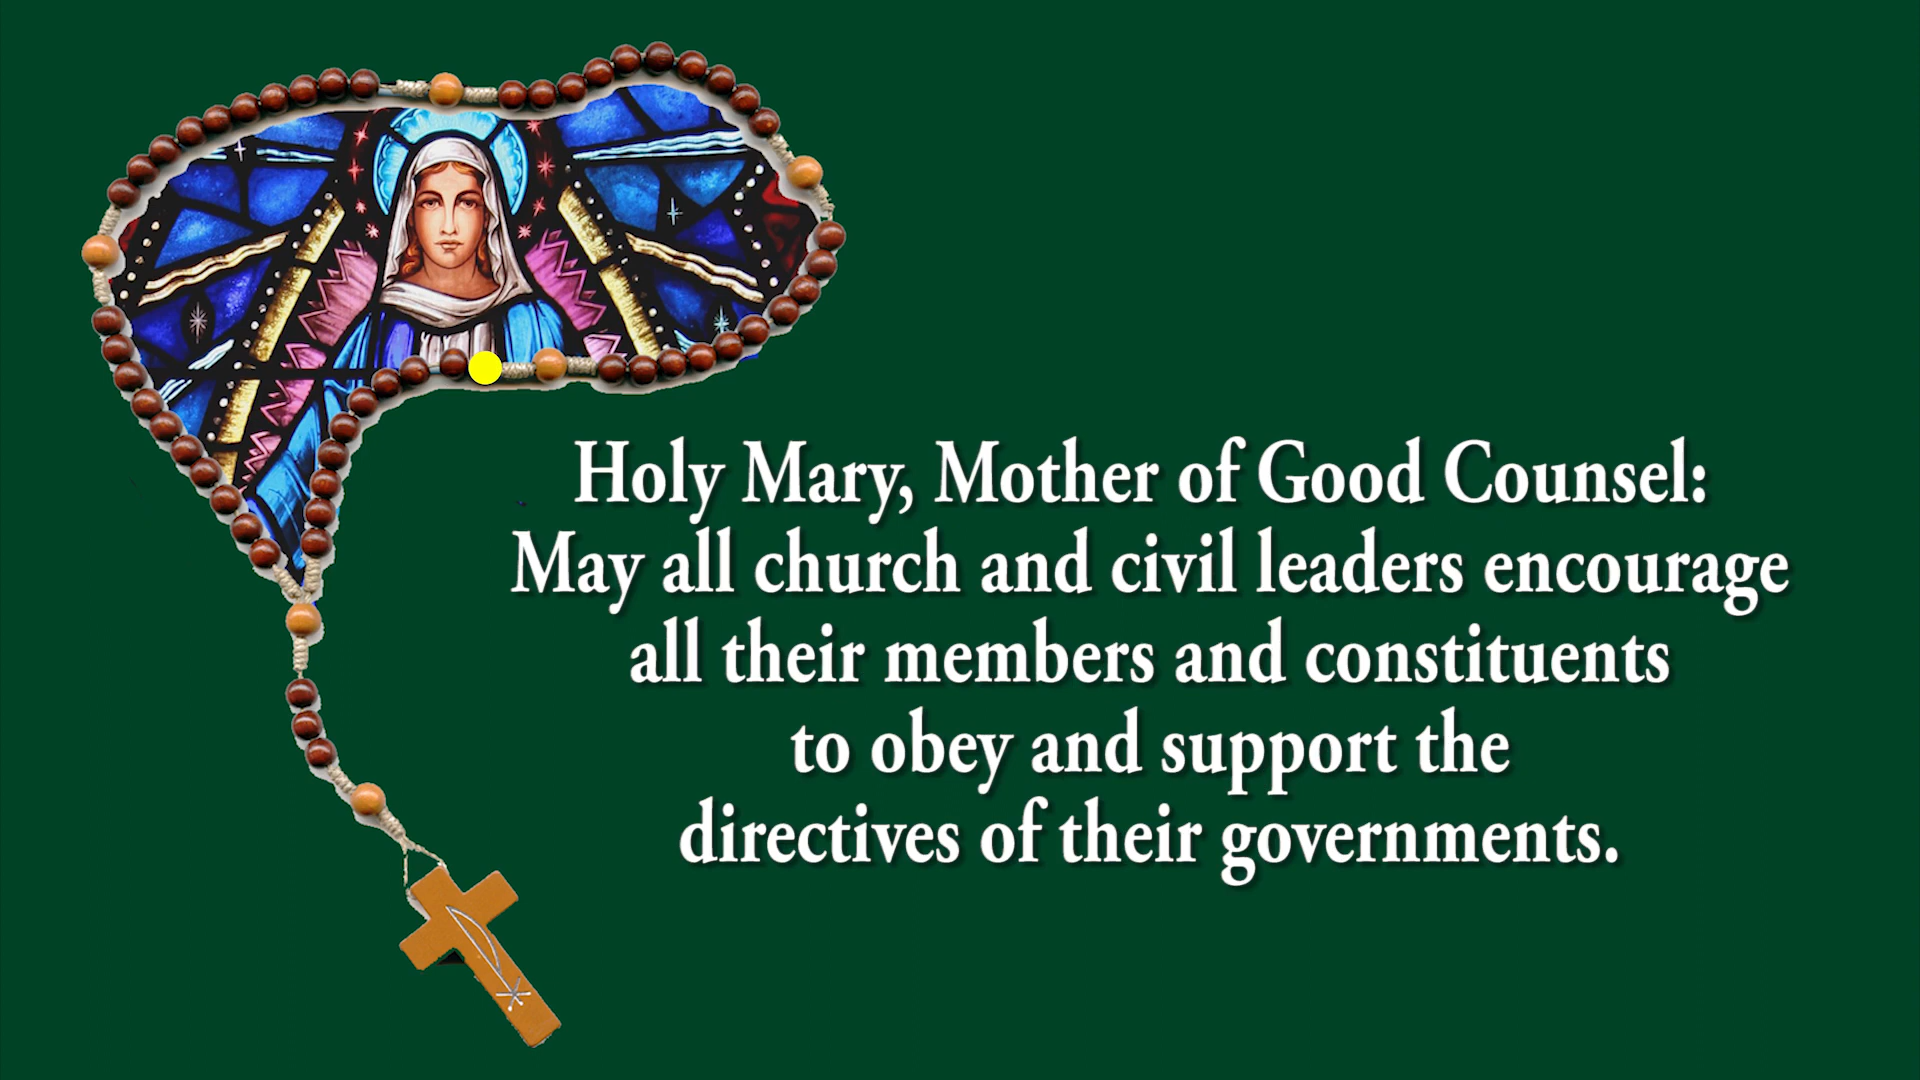 Holy Mary, Mother of Good Counsel:
May all church and civil leaders encourage
all their members and constituents
to obey and support the
directives of their governments.